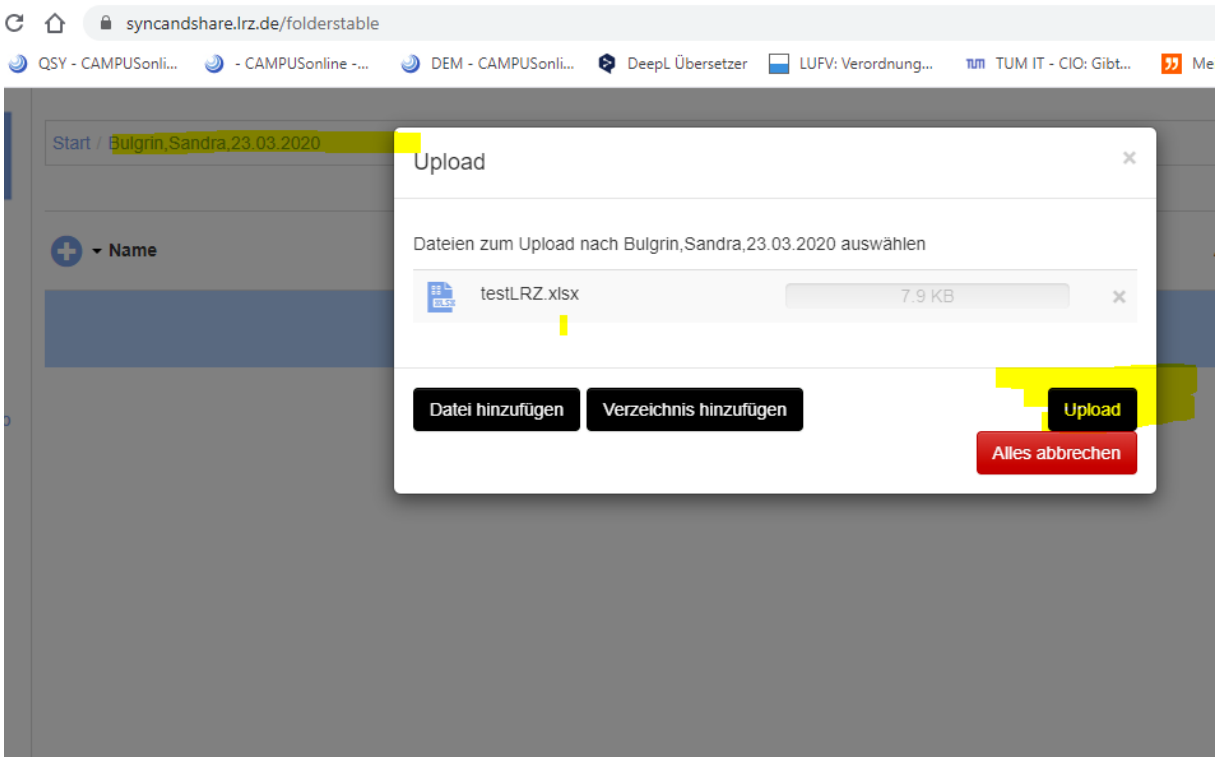 syncandshare.lrz.de/folderstable
QSY - CAMPUSonli... - CAMPUSonline -... DEM - CAMPUSonli... DeepL Übersetzer LUFV: Verordnung... TUM TUM IT - CIO: Gibt... Me
Start / Bulgrin,Sandra,23.03.2020
Upload ×
Name
Dateien zum Upload nach Bulgrin,Sandra,23.03.2020 auswählen
XLSX testLRZ.xlsx 7.9 KB ×
Datei hinzufügen Verzeichnis hinzufügen Upload
Alles abbrechen